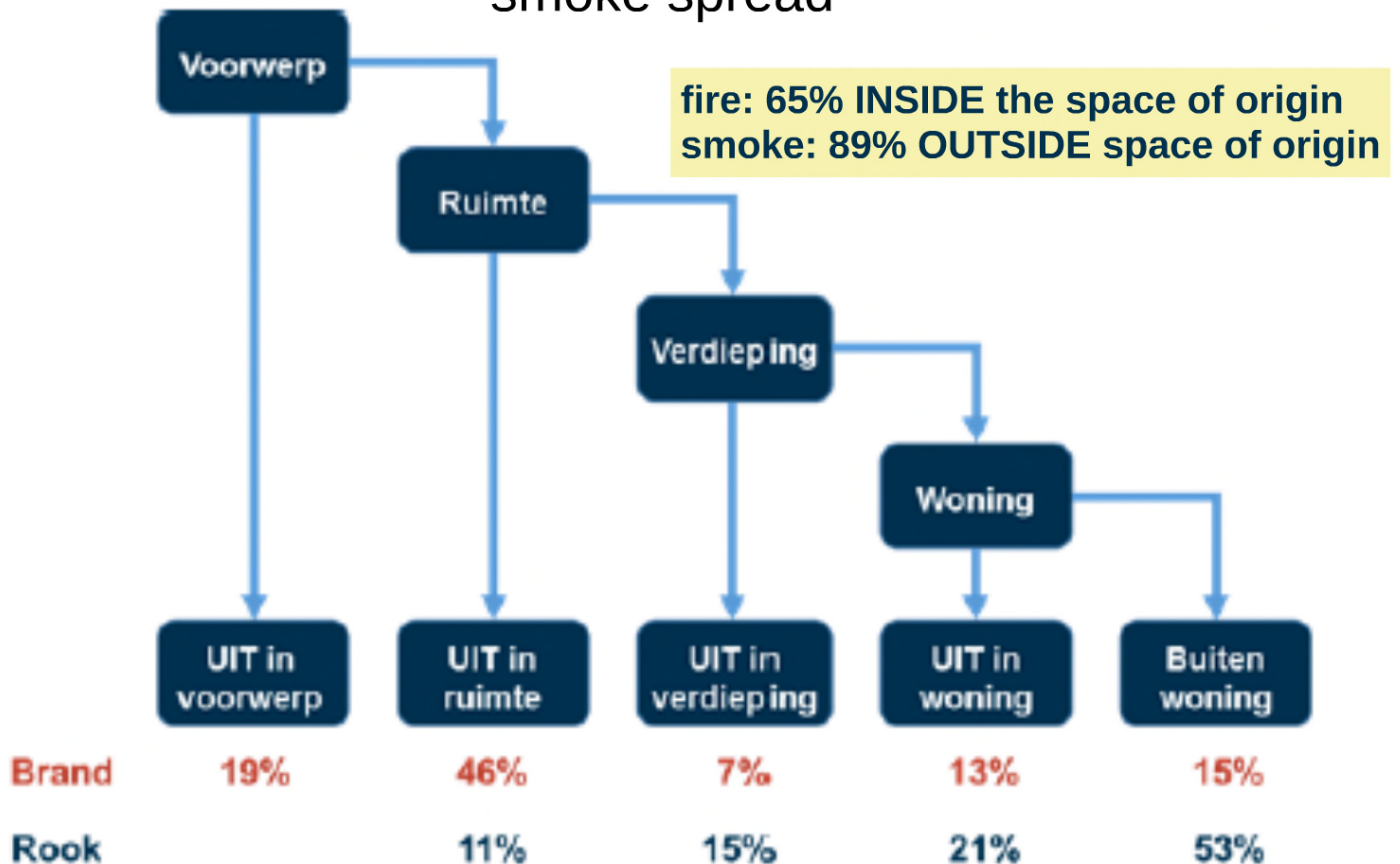 smoke spread
Voorwerp
fire: 65% INSIDE the space of origin
smoke: 89% OUTSIDE space of origin
Ruimte
Verdieping
Woning
UIT in
voorwerp
UIT in
ruimte
UIT in
verdieping
UIT in
woning
Buiten
woning
Brand 19% 46% 7% 13% 15%
Rook 11% 15% 21% 53%